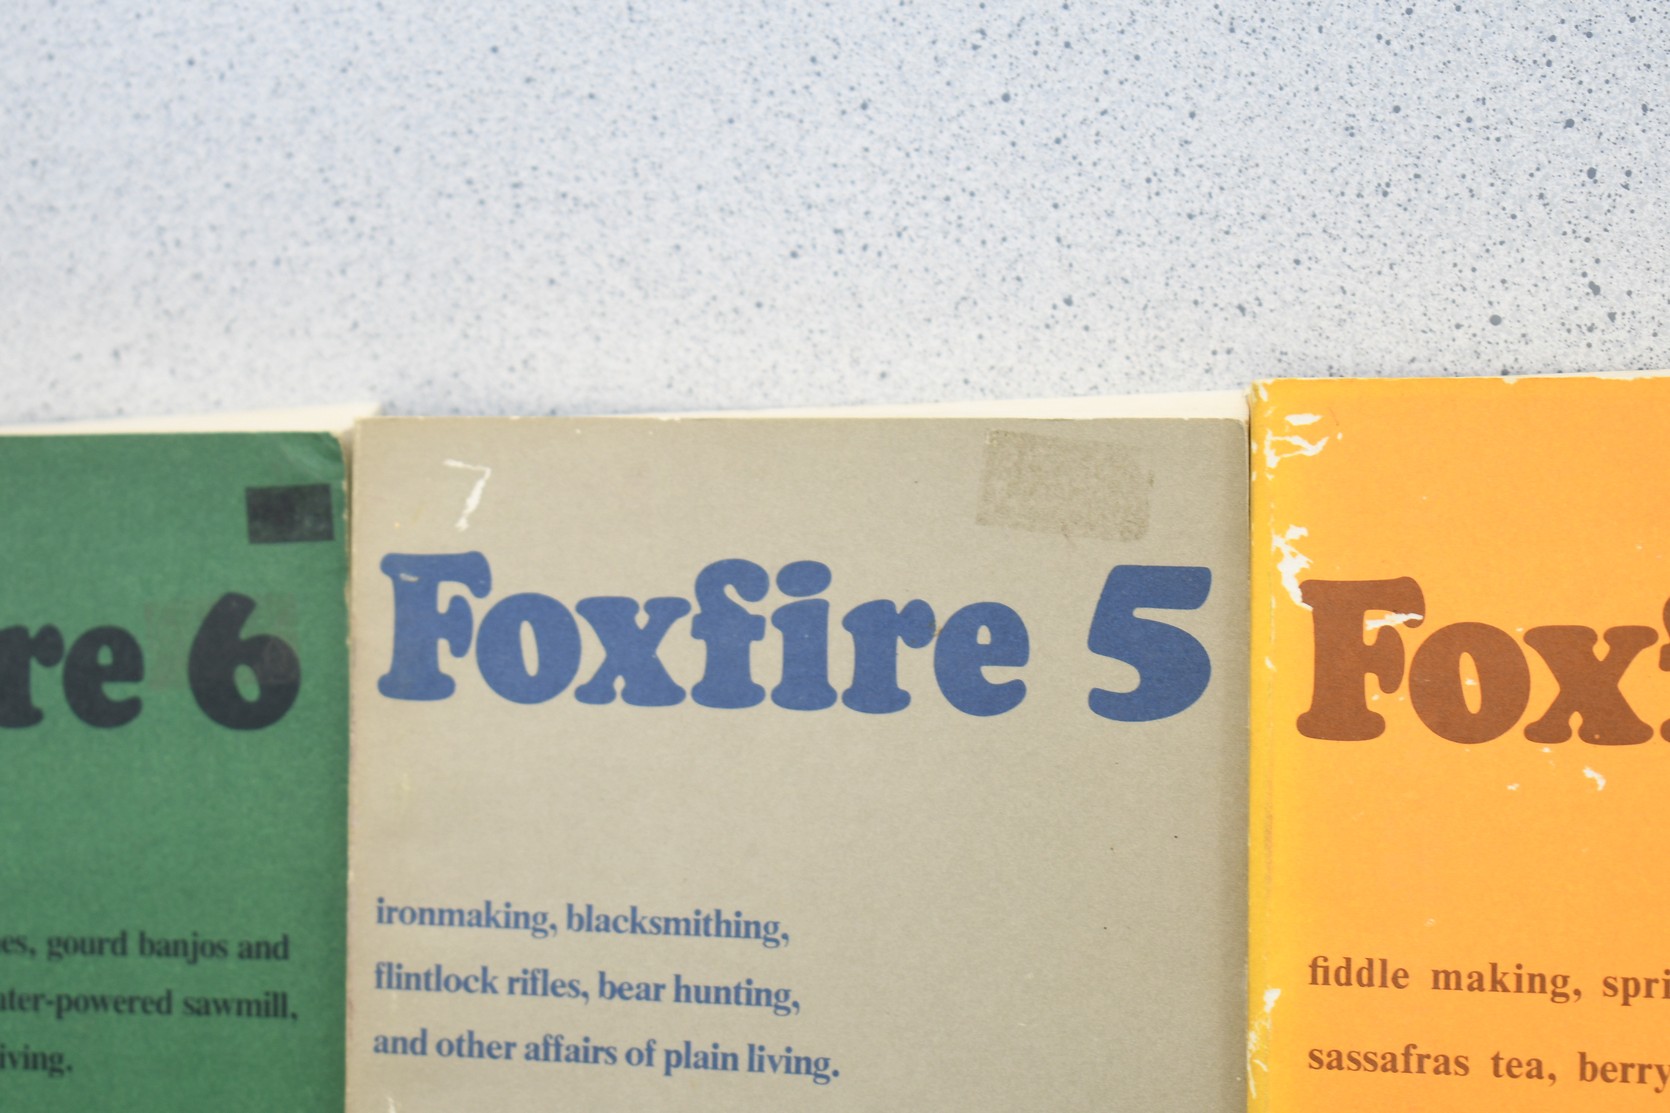 re 6
es, gourd banjos and
ater-powered sawmill,
iving.
Foxfire 5
ironmaking, blacksmithing,
flintlock rifles, bear hunting,
and other affairs of plain living.
Foxf
fiddle making, spri
sassafras tea, berry